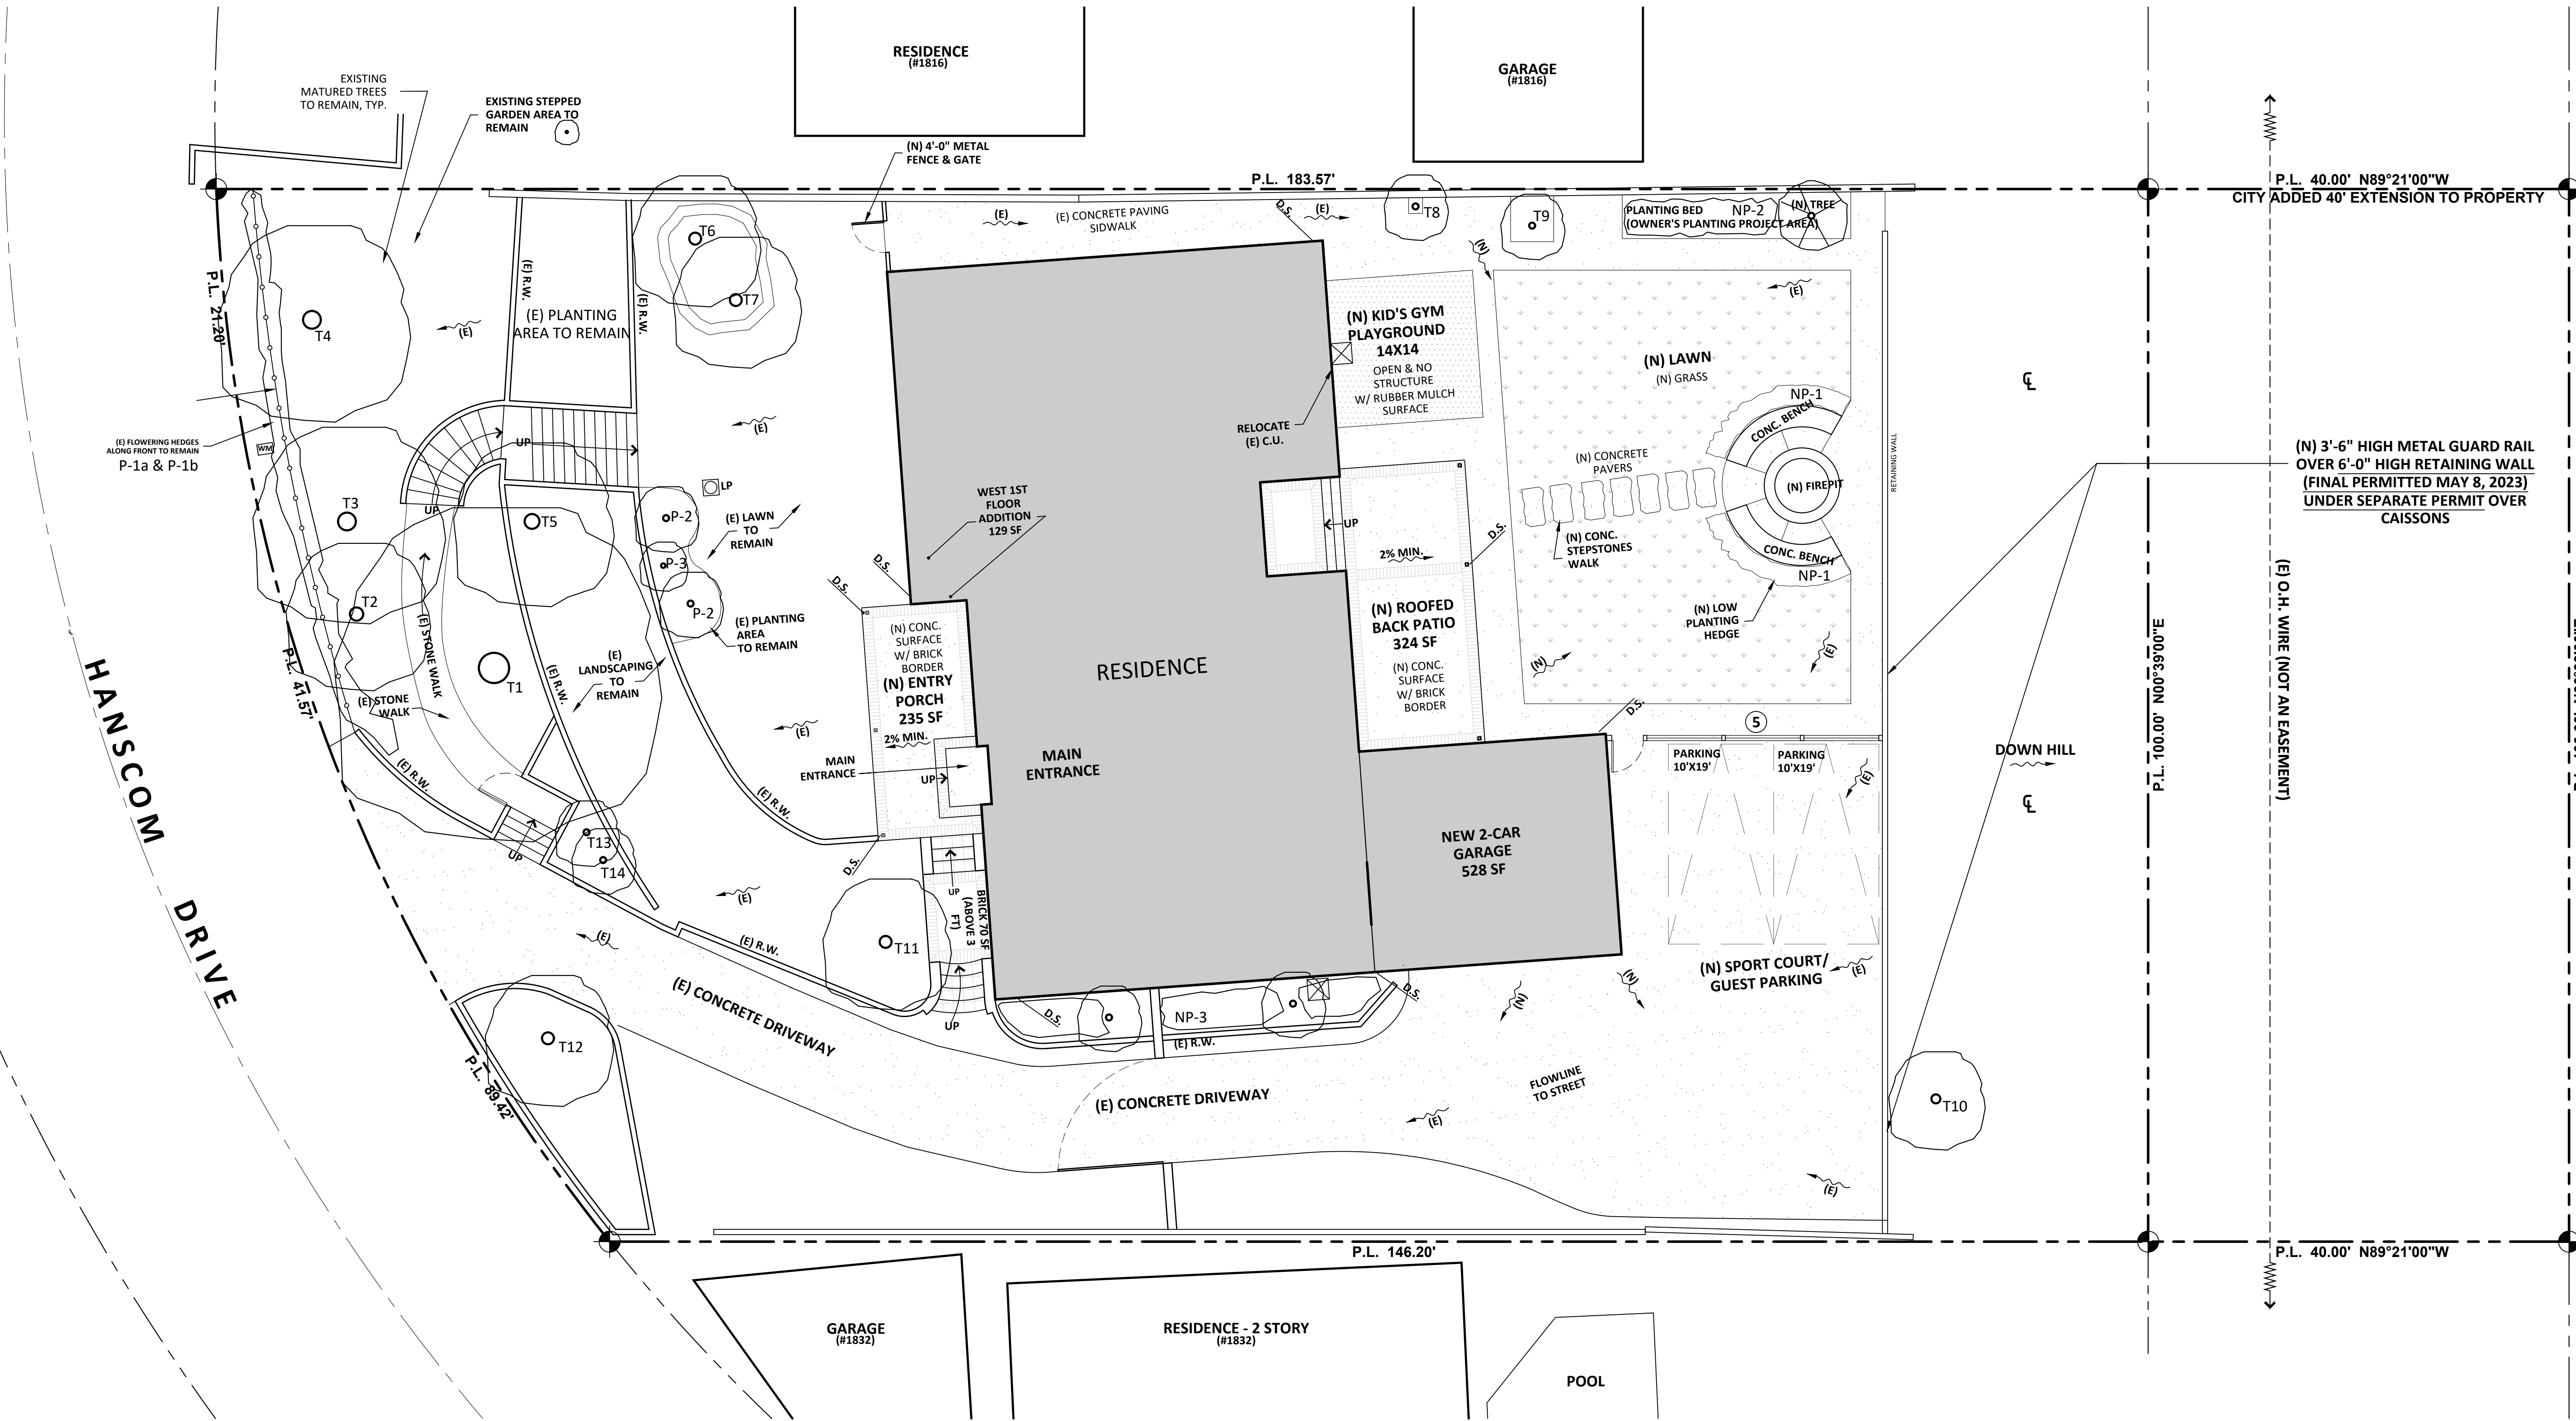 RESIDENCE
(#1816)
GARAGE
(#1816)
EXISTING
MATURED TREES
TO REMAIN, TYP.
EXISTING STEPPED
GARDEN AREA TO
REMAIN
(N) 4'-0" METAL
FENCE & GATE
P.L. 183.57'
P.L. 40.00' N89°21'00"W
CITY ADDED 40' EXTENSION TO PROPERTY
(E)
(E) CONCRETE PAVING
SIDWALK
D.S.
(E)
T8
T9
PLANTING BED
(OWNER'S PLANTING PROJECT AREA)
NP-2
(N) TREE
T6
T7
(N)
(E)
P.L. 21.20'
T4
(E)
(E) R.W.
(E) PLANTING
AREA TO REMAIN
(E) R.W.
(N) KID'S GYM
PLAYGROUND
14X14
OPEN & NO
STRUCTURE
W/ RUBBER MULCH
SURFACE
RELOCATE
(E) C.U.
(N) LAWN
(N) GRASS
NP-1
CONC. BENCH
(N) FIREPIT
CONC. BENCH
NP-1
(N) CONCRETE
PAVERS
(N) CONC.
STEPSTONES
WALK
(N) LOW
PLANTING
HEDGE
(N)
(E)
RETAINING WALL
(N) 3'-6" HIGH METAL GUARD RAIL
OVER 6'-0" HIGH RETAINING WALL
(FINAL PERMITTED MAY 8, 2023)
UNDER SEPARATE PERMIT OVER
CAISSONS
(E) FLOWERING HEDGES
ALONG FRONT TO REMAIN
P-1a & P-1b
WM
UP
UP
(E)
T3
T5
T2
T1
LP
P-2
P-3
P-2
(E) LAWN
TO
REMAIN
(E) PLANTING
AREA
TO REMAIN
(E) STONE WALK
(E) STONE
WALK
(E) R.W.
(E)
LANDSCAPING
TO
REMAIN
P.L. 41.57'
WEST 1ST
FLOOR
ADDITION
129 SF
UP
2% MIN.
D.S.
(N) ROOFED
BACK PATIO
324 SF
(N) CONC.
SURFACE
W/ BRICK
BORDER
D.S.
D.S.
(N) CONC.
SURFACE
W/ BRICK
BORDER
(N) ENTRY
PORCH
235 SF
2% MIN.
RESIDENCE
MAIN
ENTRANCE
UP
MAIN
ENTRANCE
(E)
(E) R.W.
(E) R.W.
HANSCOM DRIVE
UP
T13
T14
D.S.
(E)
UP
BRICK 70 SF
(ABOVE 3
FT)
T11
UP
(E)
(E) R.W.
(E) CONCRETE DRIVEWAY
T12
P.L. 89.42'
NEW 2-CAR
GARAGE
528 SF
D.S.
5
PARKING
10'X19'
PARKING
10'X19'
(E)
(N) SPORT COURT/
GUEST PARKING
(E)
(N)
(N)
D.S.
NP-3
D.S.
(E) R.W.
(E) CONCRETE DRIVEWAY
FLOWLINE
TO STREET
(E)
(E)
T10
DOWN HILL
P.L. 100.00' N00°39'00"E
(E) O.H. WIRE (NOT AN EASEMENT)
P.L. 146.20'
P.L. 40.00' N89°21'00"W
GARAGE
(#1832)
RESIDENCE - 2 STORY
(#1832)
POOL